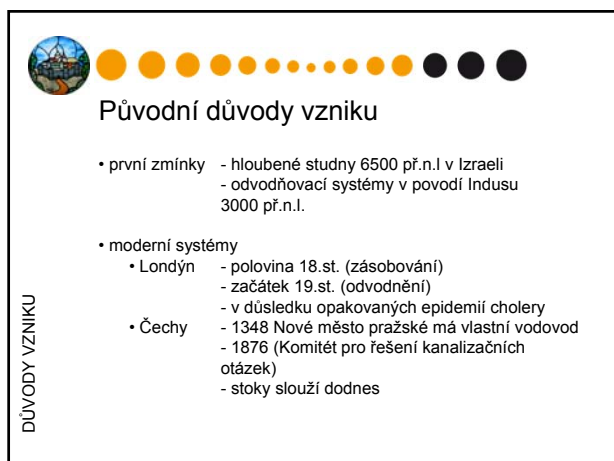 Původní důvody vzniku
• první zmínky - hloubené studny 6500 př.n.l v Izraeli
- odvodňovací systémy v povodí Indusu
3000 př.n.l.
• moderní systémy
• Londýn - polovina 18.st. (zásobování)
- začátek 19.st. (odvodnění)
- v důsledku opakovaných epidemií cholery
• Čechy - 1348 Nové město pražské má vlastní vodovod
- 1876 (Komitét pro řešení kanalizačních
otázek)
- stoky slouží dodnes
DŮVODY VZNIKU